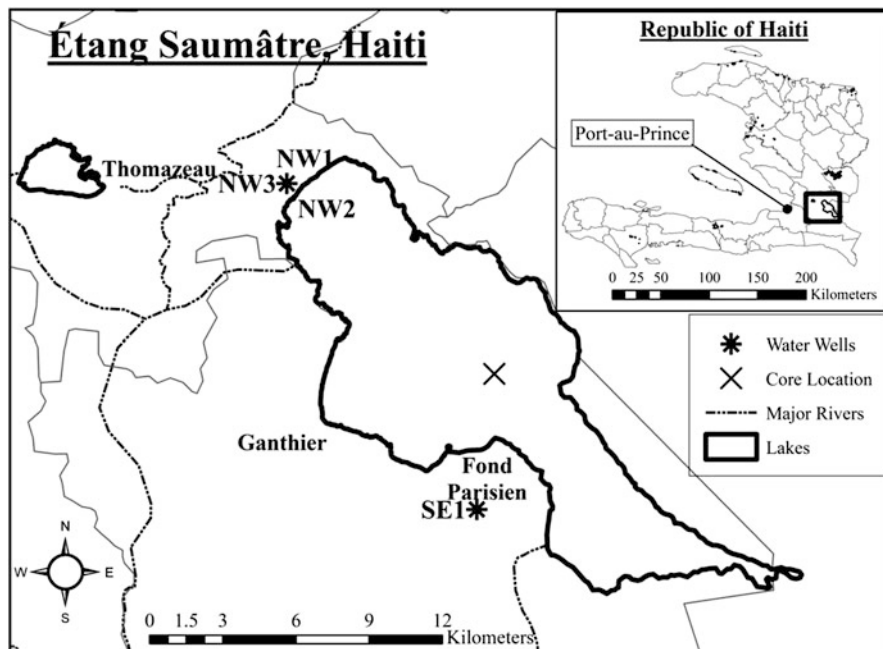 Étang Saumâtre, Haiti
Republic of Haiti
Port-au-Prince
0 25 50 100 150 200
Kilometers
Thomazeau
NW1
NW3
NW2
Water Wells
Core Location
Major Rivers
Lakes
Ganthier
Fond
Parisien
SE1
N
W E
S
0 1.5 3 6 9 12
Kilometers